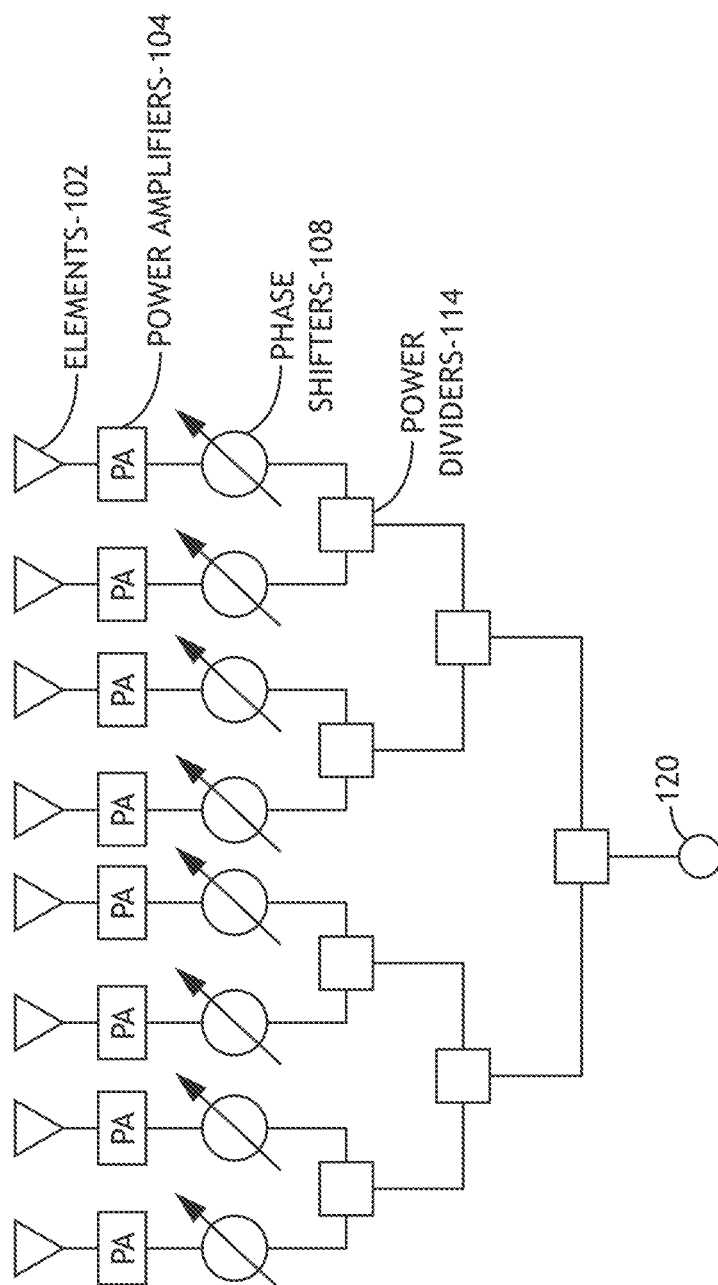 ELEMENTS-102
POWER AMPLIFIERS-104
PHASE
SHIFTERS-108
POWER
DIVIDERS-114
PA
PA
PA
PA
PA
PA
PA
PA
120